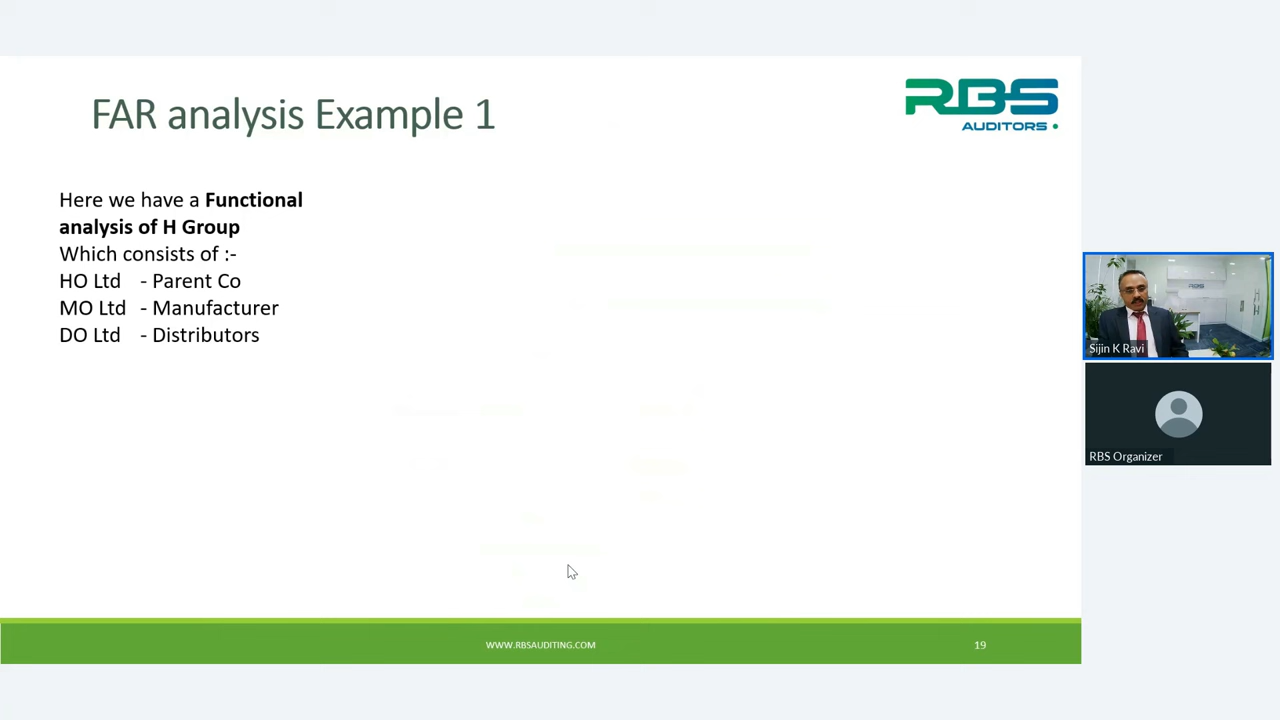 FAR analysis Example 1
RBS
AUDITORS
Here we have a Functional
analysis of H Group
Which consists of :-
HO Ltd - Parent Co
MO Ltd - Manufacturer
DO Ltd - Distributors
WWW.RBSAUDITING.COM
19
RBS
Sijin K Ravi
RBS Organizer